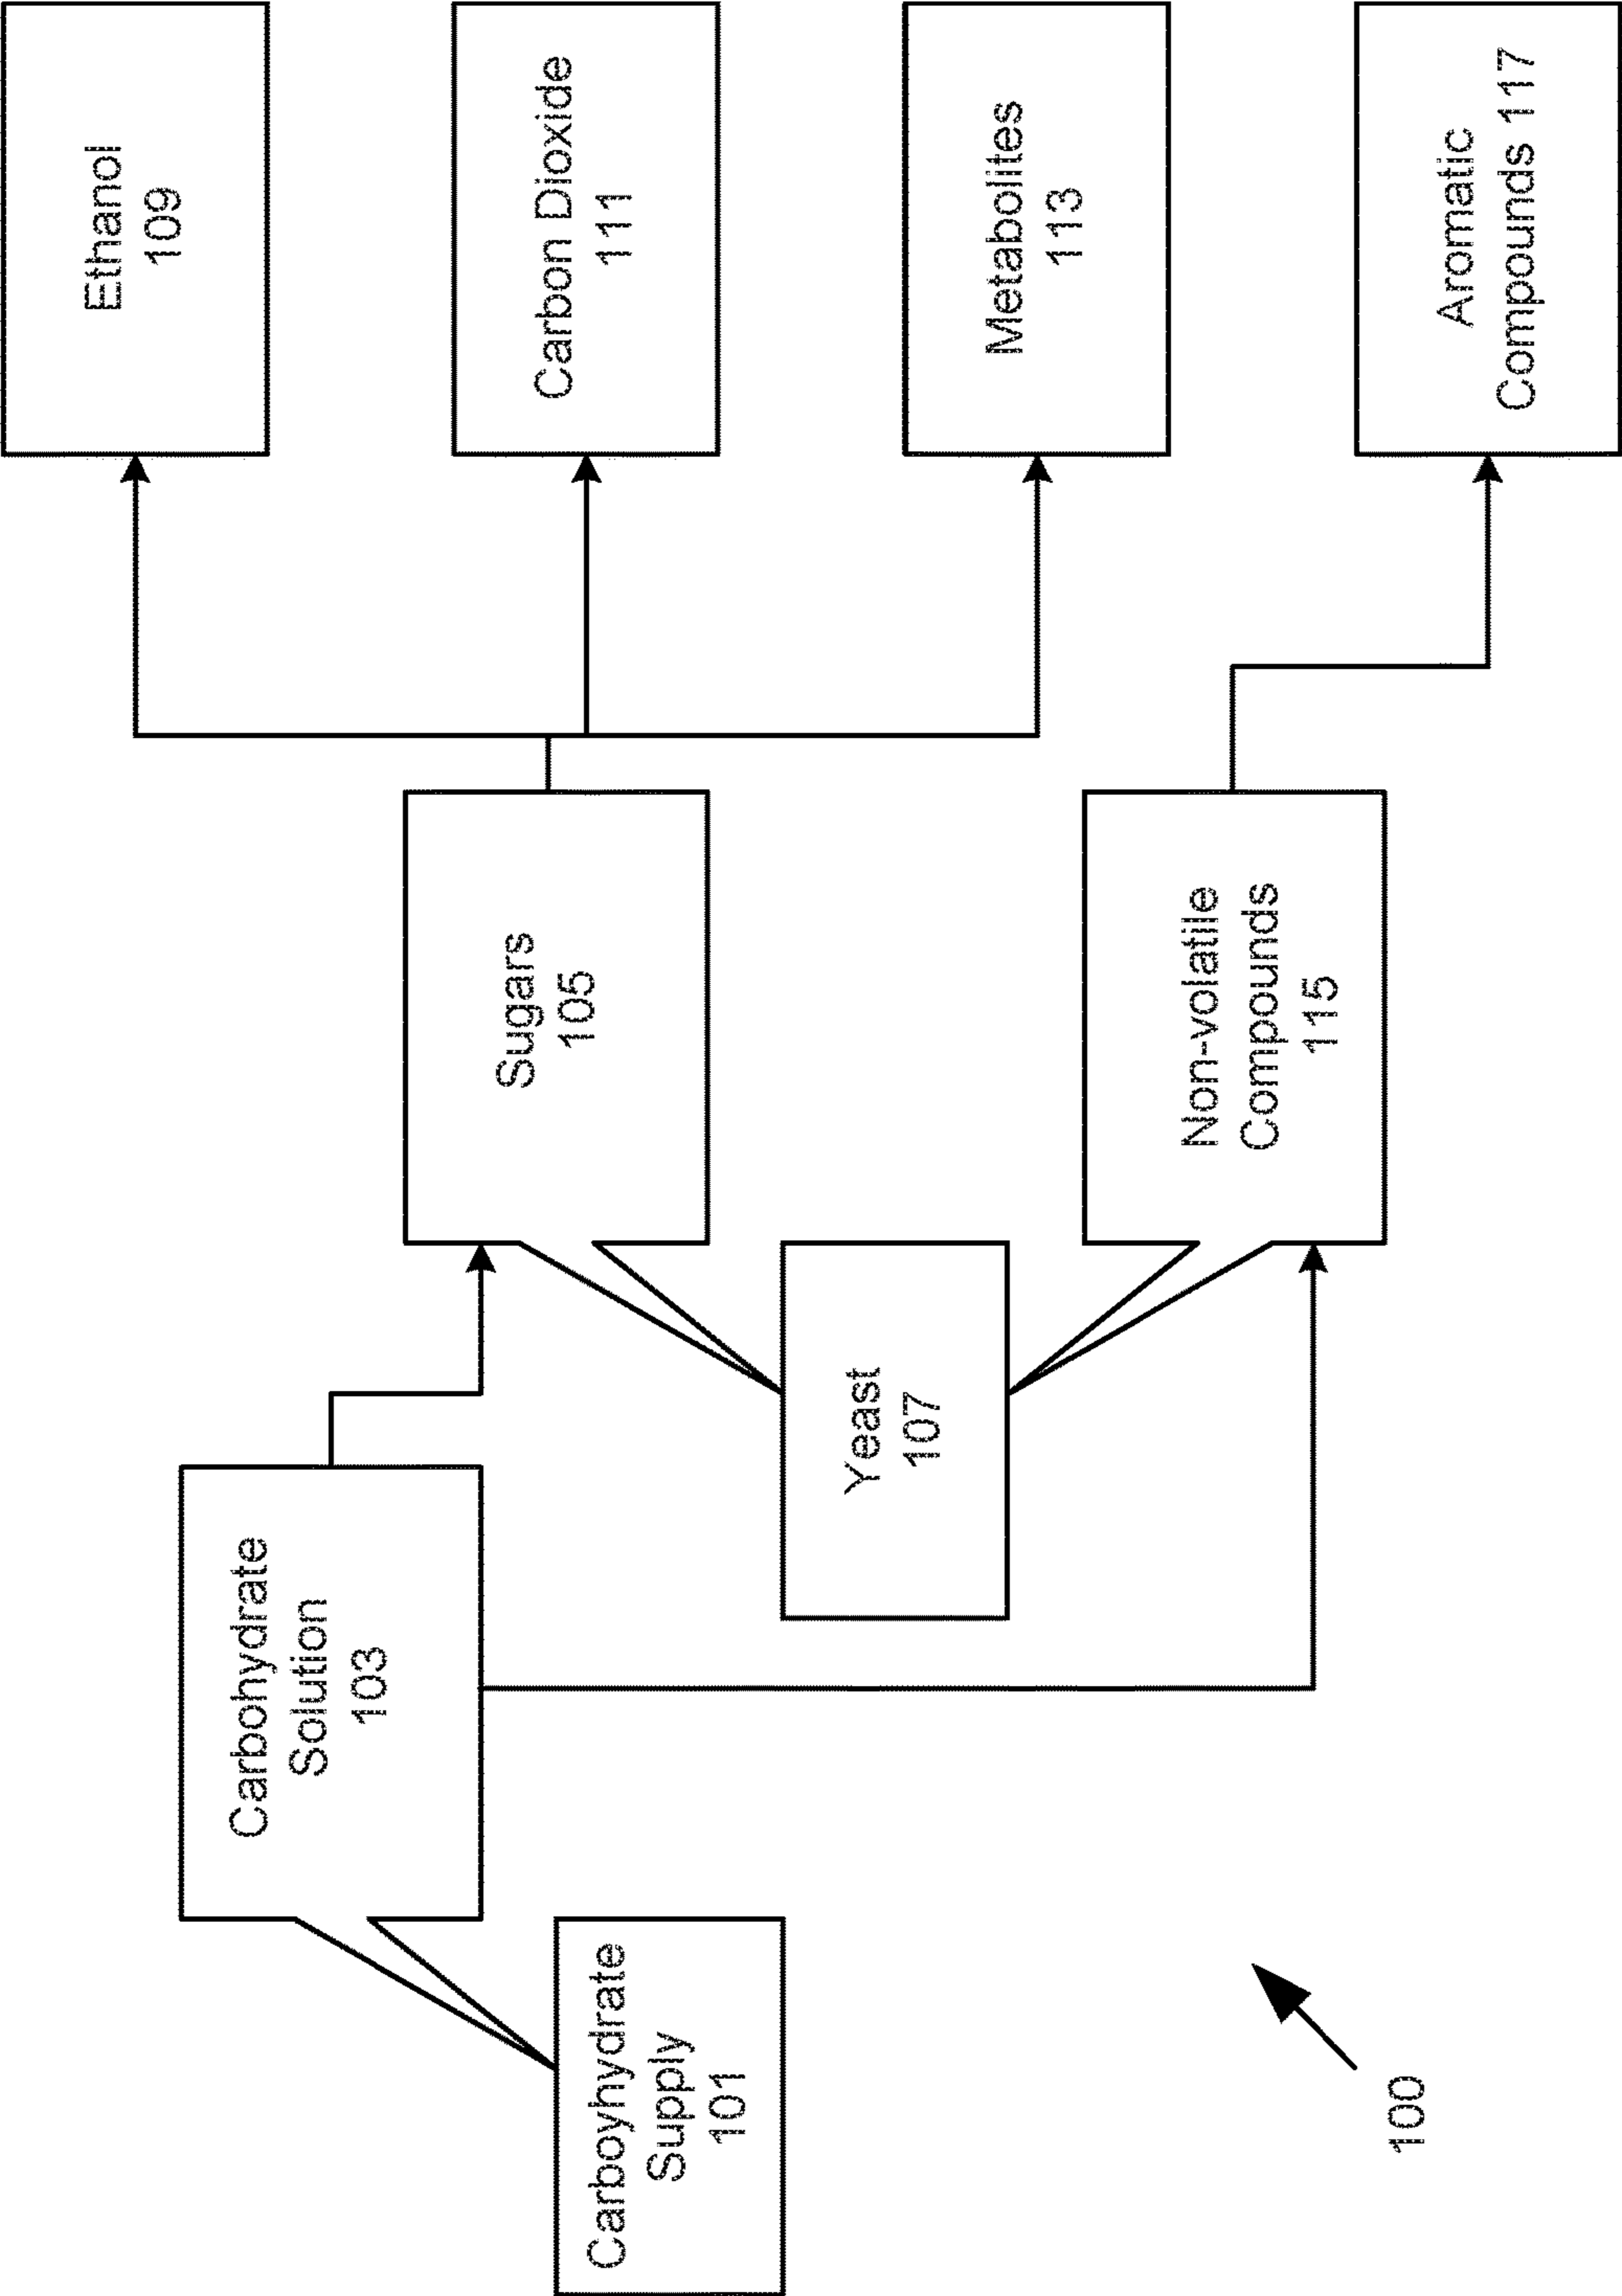 Carboyhydrate
Supply
101
Carbohydrate
Solution
103
Yeast
107
Sugars
105
Non-volatile
Compounds
115
Ethanol
109
Carbon Dioxide
111
Metabolites
113
Aromatic
Compounds 117
100